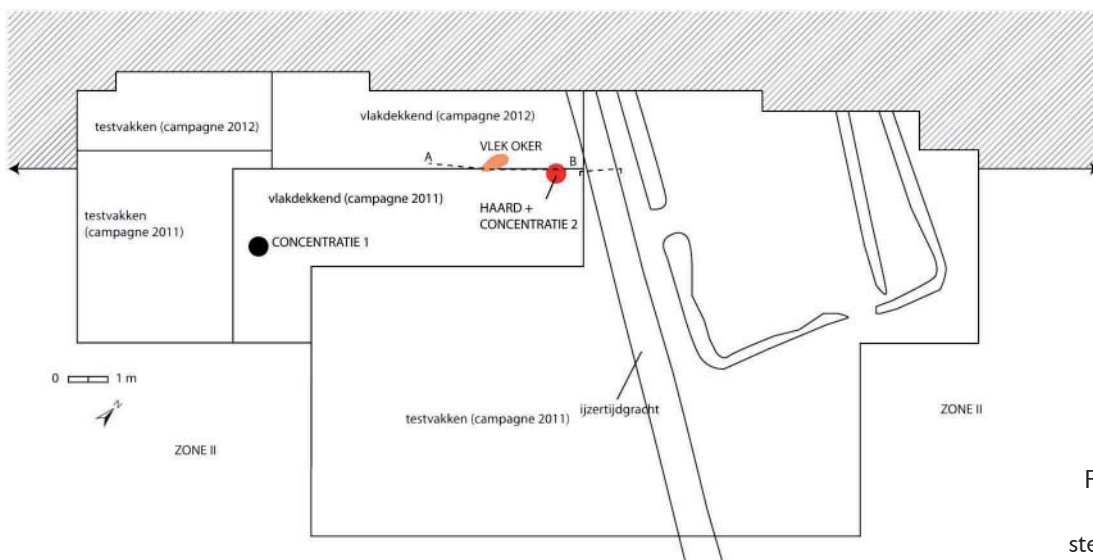 testvakken (campagne 2012)
vlakdekkend (campagne 2012)
VLEK OKER
A
B
vlakdekkend (campagne 2011)
HAARD +
CONCENTRATIE 2
testvakken
(campagne 2011)
CONCENTRATIE 1
0 1 m
N
testvakken (campagne 2011)
ijzertijdgracht
ZONE II
ZONE II
F
ste